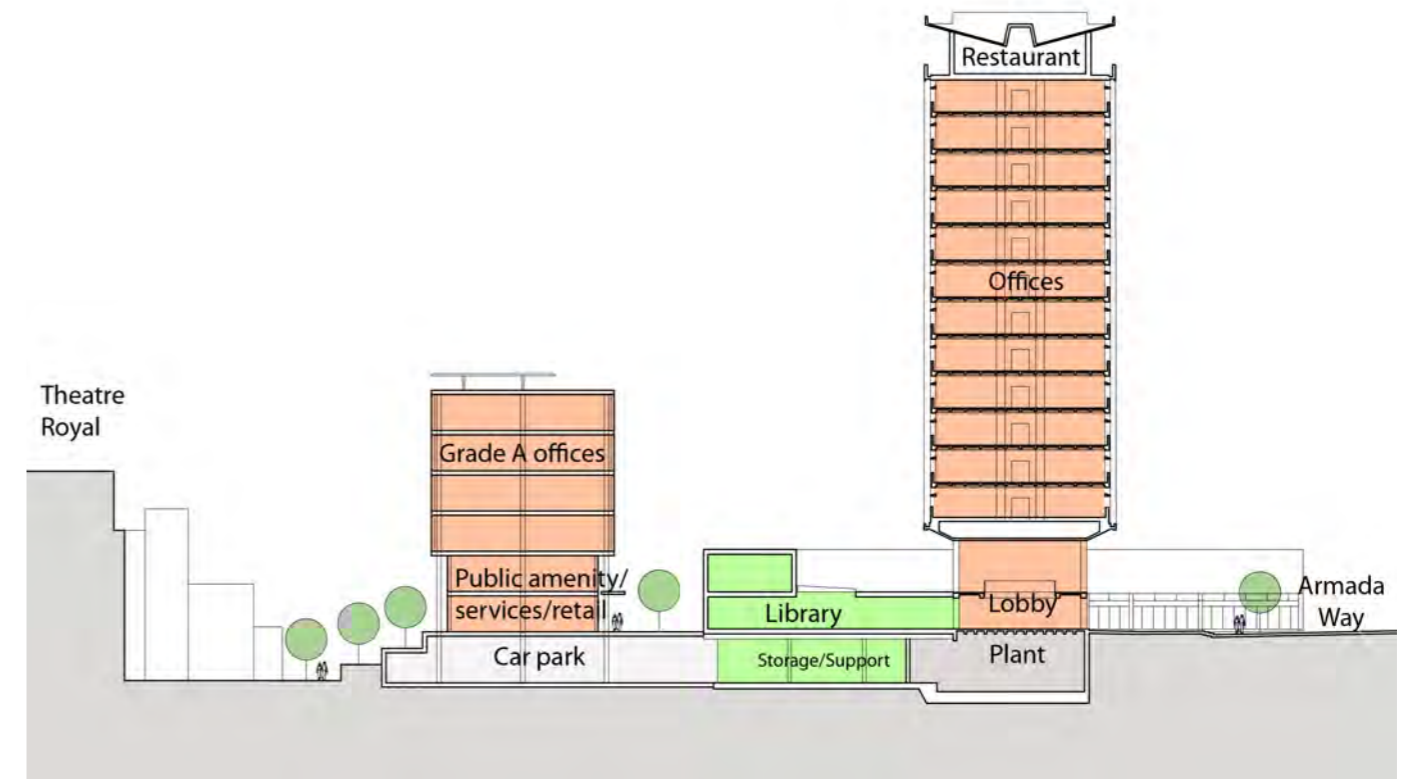 Restaurant
Offices
Theatre
Royal
Grade A offices
Public amenity/
services/retail
Library
Lobby
Armada
Way
Car park
Storage/Support
Plant